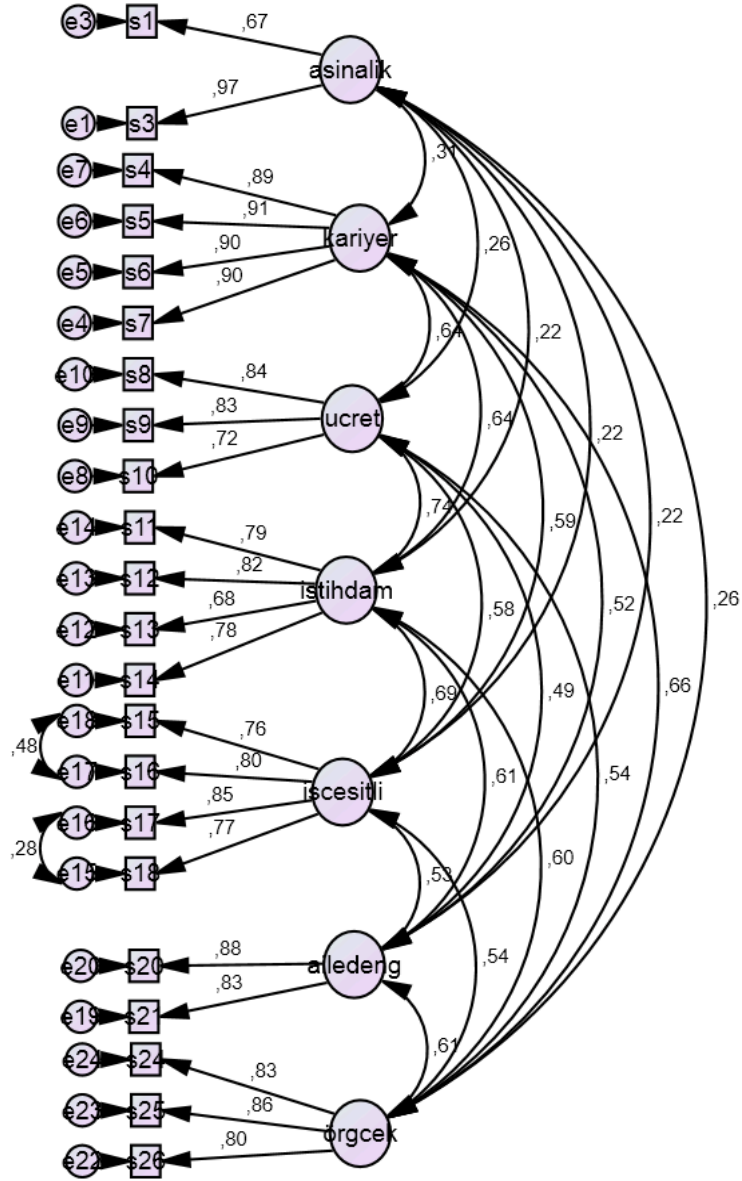 e3 s1 ,67
asinalik
,97
e1 s3
,31
e7 s4 ,89
e6 s5 ,91
kariyer
,26
e5 s6 ,90
e4 s7 ,90
,64 ,22
e10 s8 ,84
e9 s9 ,83
ucret ,64
,22
e8 s10 ,72
,74 ,59 ,22
e14 s11 ,79
e13 s12 ,82
istihdam
,58 ,52 ,26
e12 s13 ,68
e11 s14 ,78
,69 ,49 ,66
e18 s15 ,76
,48
e17 s16 ,80
iscesitli
,61 ,54
e16 s17 ,85
,28
e15 s18 ,77
,53 ,60
e20 s20 ,88
ailedeng
,54
e19 s21 ,83
,61
e24 s24 ,83
e23 s25 ,86
örgcek
e22 s26 ,80